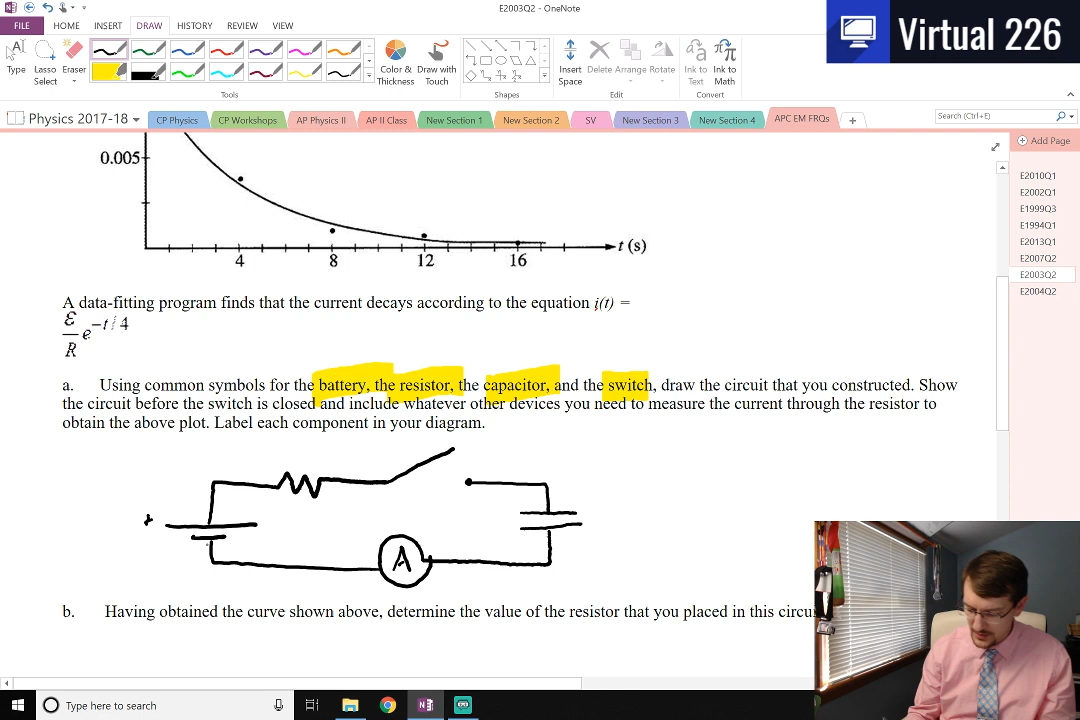 E2003Q2 - OneNote
FILE HOME INSERT DRAW HISTORY REVIEW VIEW
Virtual 226
Type Lasso Select Eraser Color & Thickness Draw with Touch Insert Space Delete Arrange Rotate Ink to Text Ink to Math
Tools Shapes Edit Convert
Physics 2017-18 CP Physics CP Workshops AP Physics II AP II Class New Section 1 New Section 2 SV New Section 3 New Section 4 APC EM FRQs + Search (Ctrl+E)
Add Page
E2010Q1
E2002Q1
E1999Q3
E1994Q1
E2013Q1
E2007Q2
E2003Q2
E2004Q2
0.005
t (s)
4 8 12 16
A data-fitting program finds that the current decays according to the equation i(t) =
ℰ/R e^−t/4
a. Using common symbols for the battery, the resistor, the capacitor, and the switch, draw the circuit that you constructed. Show
the circuit before the switch is closed and include whatever other devices you need to measure the current through the resistor to
obtain the above plot. Label each component in your diagram.
+
A
b. Having obtained the curve shown above, determine the value of the resistor that you placed in this
Type here to search